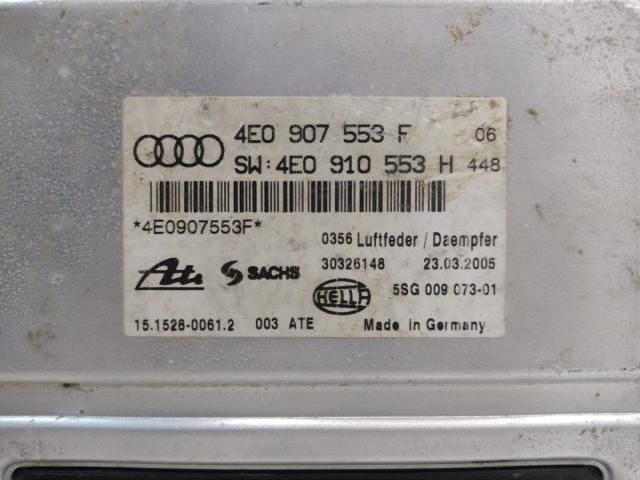 4E0 907 553 F 06
SW:4E0 910 553 H 448
*4E0907553F*
0356 Luftfeder / Daempfer
30326148 23.03.2005
Ate SACHS
HELLA 5SG 009 073-01
15.1526-0061.2 003 ATE Made in Germany